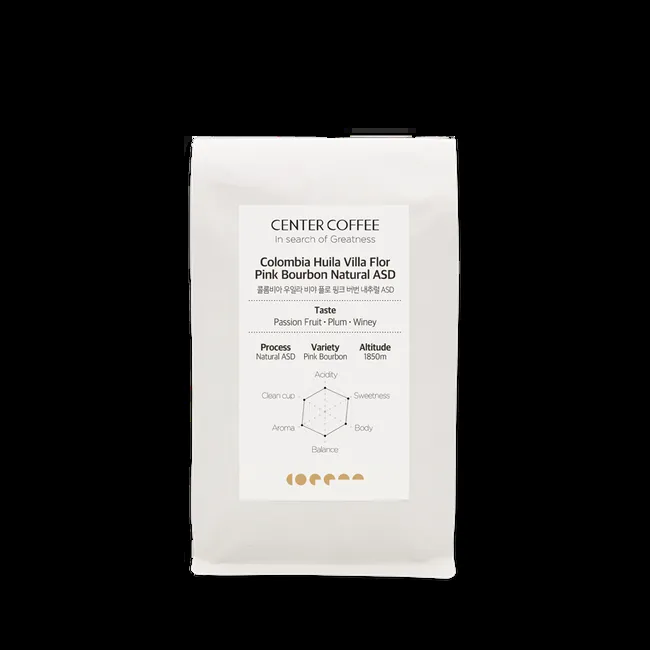 CENTER COFFEE
In search of Greatness
Colombia Huila Villa Flor
Pink Bourbon Natural ASD
콜롬비아 우일라 비야 플로 핑크 버번 내추럴 ASD
Taste
Passion Fruit • Plum • Winey
Process Variety Altitude
Natural ASD Pink Bourbon 1850m
Acidity
Clean cup Sweetness
Aroma Body
Balance